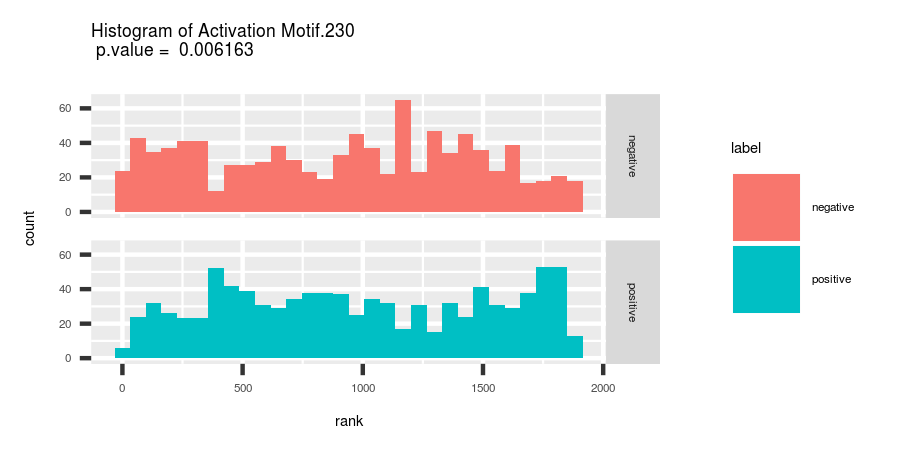 Histogram of Activation Motif.230
p.value = 0.006163
count
60
40
20
0
negative
60
40
20
0
positive
0
500
1000
1500
2000
rank
label
negative
positive